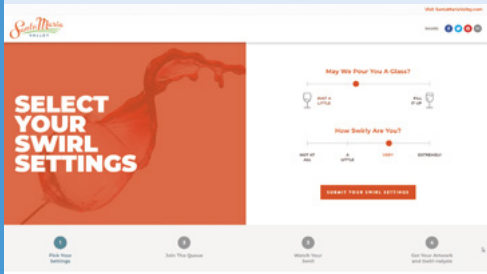 Visit SantaMariaValley.com
Santa Maria
VALLEY
SHARE
SELECT
YOUR
SWIRL
SETTINGS
May We Pour You A Glass?
JUST A
LITTLE
FILL
IT UP
How Swirly Are You?
NOT AT
ALL
A
LITTLE
VERY
EXTREMELY
SUBMIT YOUR SWIRL SETTINGS
1
Pick Your
Settings
2
Join The Queue
3
Watch Your
Swirl
4
Get Your Artwork
and Swirl-nalysis